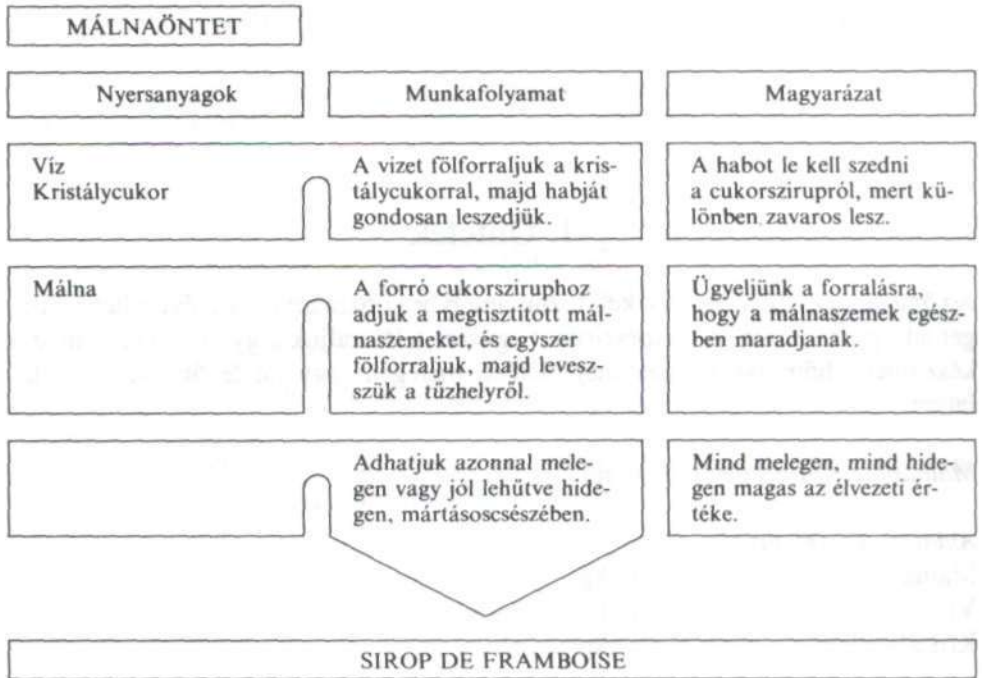 MÁLNAÖNTET
Nyersanyagok
Munkafolyamat
Magyarázat
Víz
Kristálycukor
A vizet fölforraljuk a kris-
tálycukorral, majd habját
gondosan leszedjük.
A habot le kell szedni
a cukorszirupról, mert kü-
lönben zavaros lesz.
Málna
A forró cukorsziruphoz
adjuk a megtisztított mál-
naszemeket, és egyszer
fölforraljuk, majd levesz-
szük a tűzhelyről.
Ügyeljünk a forralásra,
hogy a málnaszemek egész-
ben maradjanak.
Adhatjuk azonnal mele-
gen vagy jól lehűtve hide-
gen, mártásoscsészében.
Mind melegen, mind hide-
gen magas az élvezeti ér-
téke.
SIROP DE FRAMBOISE